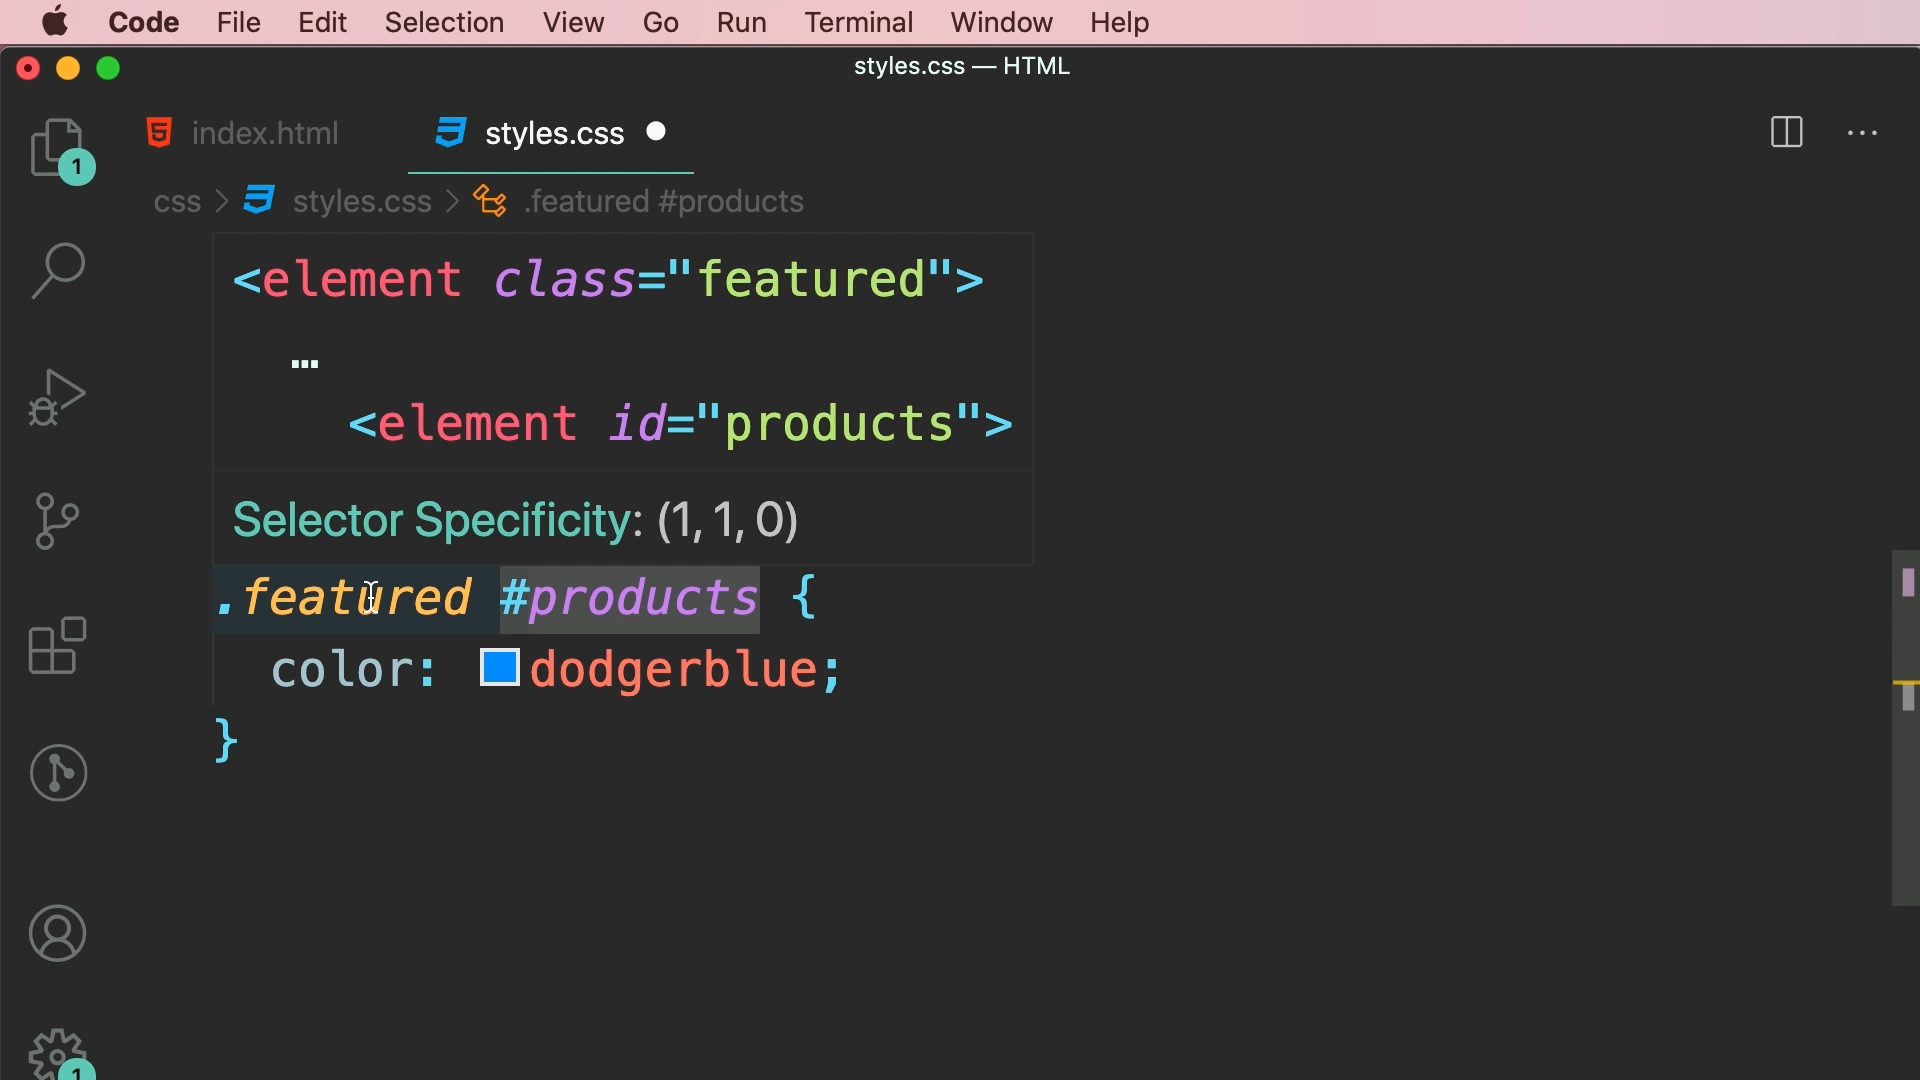 Code File Edit Selection View Go Run Terminal Window Help
styles.css — HTML
index.html styles.css
css > styles.css > .featured #products
1
<element class="featured">
…
<element id="products">
Selector Specificity: (1, 1, 0)
.featured #products {
color: dodgerblue;
}
1